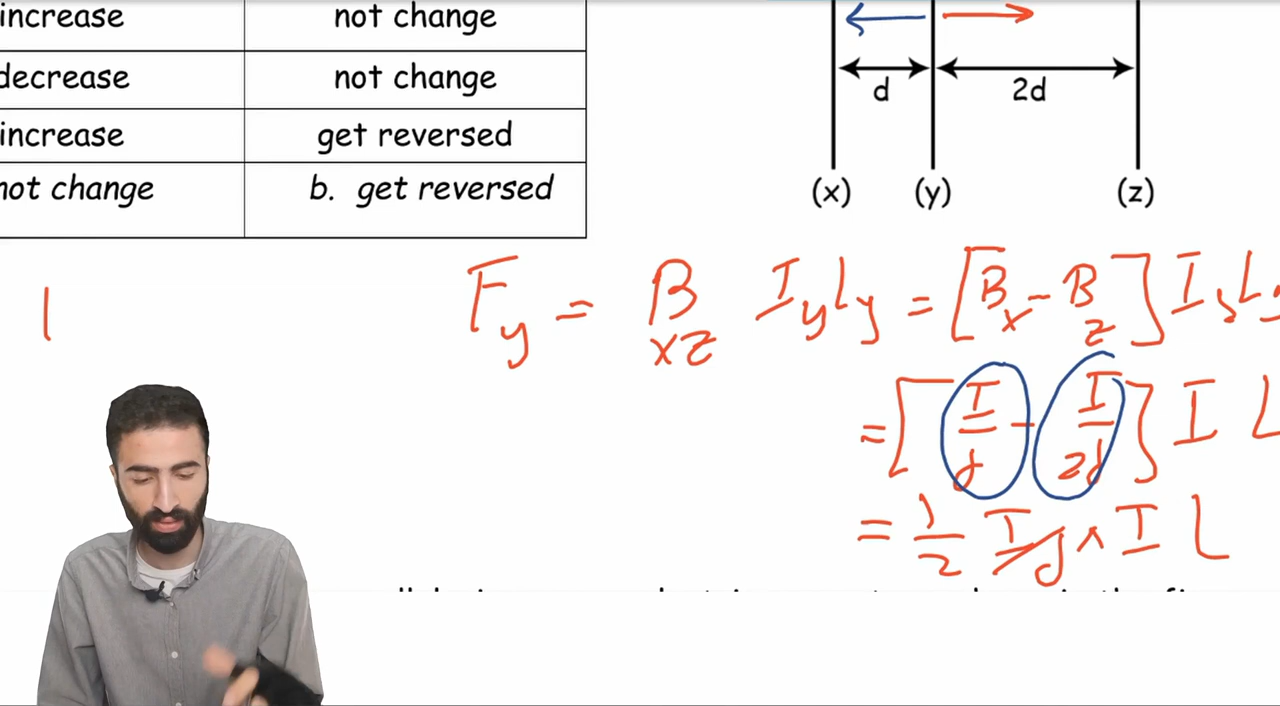 increase not change
decrease not change
increase get reversed
not change b. get reversed
d 2d
(x) (y) (z)
F_y = B_xz I_y L_y = [B_x - B_z] I_y L
= [I/d - I/2d] I L
= 1/2 I/d × I L